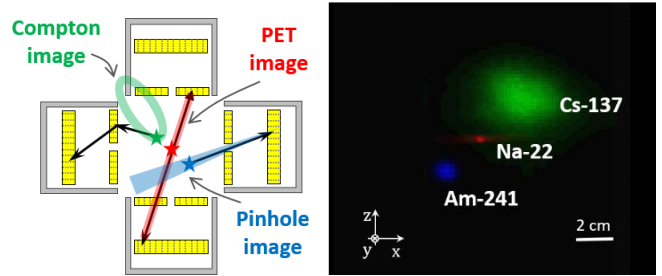 Compton
image
PET
image
Pinhole
image
Cs-137
Na-22
Am-241
z
y
x
2 cm